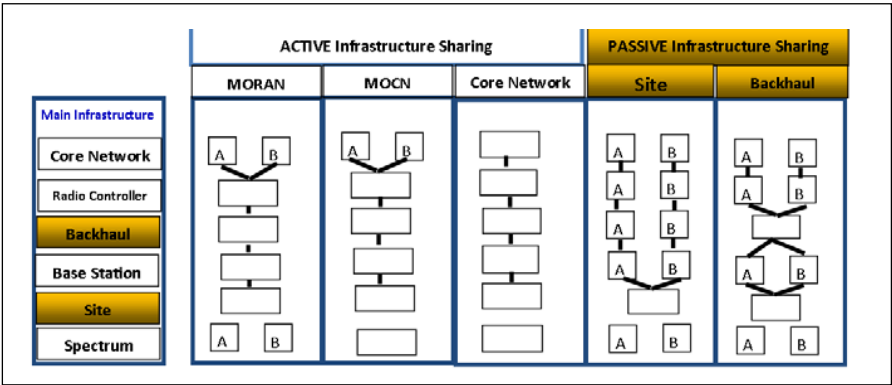 ACTIVE Infrastructure Sharing PASSIVE Infrastructure Sharing
MORAN MOCN Core Network Site Backhaul
Main Infrastructure
Core Network
Radio Controller
Backhaul
Base Station
Site
Spectrum
A B A B A B A B
A B A B
A B
A B A B
A B A B A B